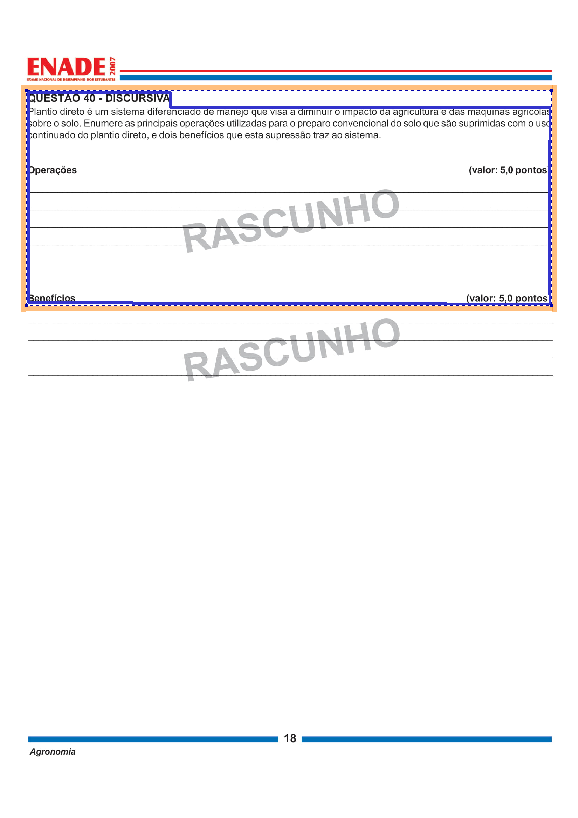 ENADE 2007
EXAME NACIONAL DE DESEMPENHO DOS ESTUDANTES
QUESTÃO 40 - DISCURSIVA
Plantio direto é um sistema diferenciado de manejo que visa a diminuir o impacto da agricultura e das máquinas agrícolas
sobre o solo. Enumere as principais operações utilizadas para o preparo convencional do solo que são suprimidas com o uso
continuado do plantio direto, e dois benefícios que esta supressão traz ao sistema.
Operações (valor: 5,0 pontos)
RASCUNHO
Benefícios (valor: 5,0 pontos)
RASCUNHO
18
Agronomia